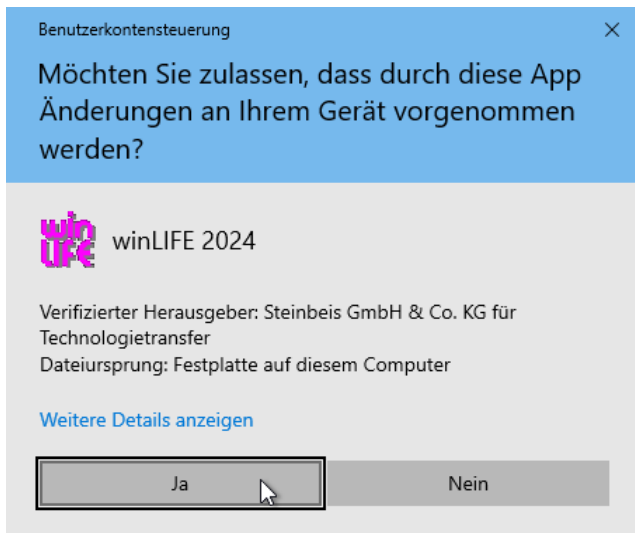 Benutzerkontensteuerung
Möchten Sie zulassen, dass durch diese App
Änderungen an Ihrem Gerät vorgenommen
werden?
win
LIFE
winLIFE 2024
Verifizierter Herausgeber: Steinbeis GmbH & Co. KG für
Technologietransfer
Dateiursprung: Festplatte auf diesem Computer
Weitere Details anzeigen
Ja
Nein